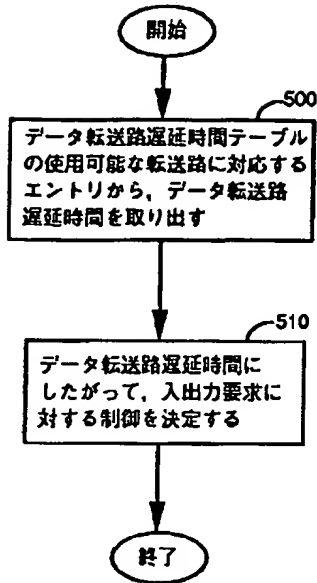 開始
500
データ転送路遅延時間テーブル
の使用可能な転送路に対応する
エントリから，データ転送路
遅延時間を取り出す
510
データ転送路遅延時間に
したがって，入出力要求に
対する制御を決定する
終了